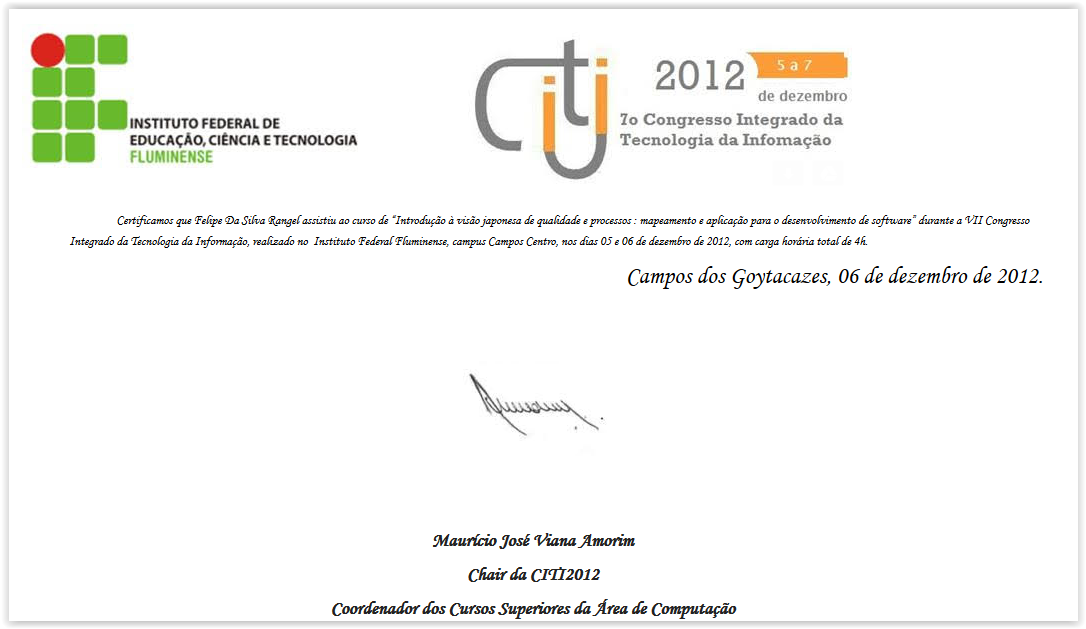 INSTITUTO FEDERAL DE
EDUCAÇÃO, CIÊNCIA E TECNOLOGIA
FLUMINENSE
citi
2012
5 a 7
de dezembro
7o Congresso Integrado da
Tecnologia da Infomação
Certificamos que Felipe Da Silva Rangel assistiu ao curso de “Introdução à visão japonesa de qualidade e processos : mapeamento e aplicação para o desenvolvimento de software” durante a VII Congresso
Integrado da Tecnologia da Informação, realizado no Instituto Federal Fluminense, campus Campos Centro, nos dias 05 e 06 de dezembro de 2012, com carga horária total de 4h.
Campos dos Goytacazes, 06 de dezembro de 2012.
Maurício José Viana Amorim
Chair da CITI2012
Coordenador dos Cursos Superiores da Área de Computação